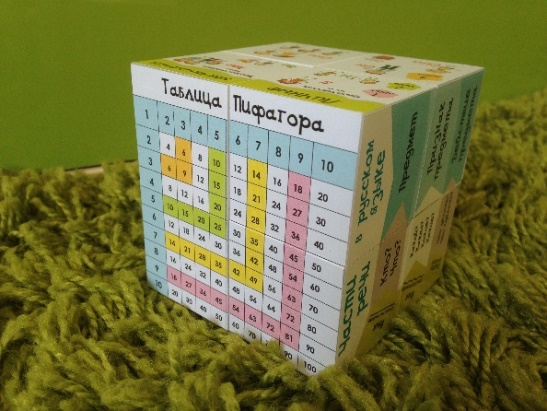 Таблица Пифагора
1 2 3 4 5 6 7 8 9 10
2 4 6 8 10 12 14 16 18 20
3 6 9 12 15 18 21 24 27 30
4 8 12 16 20 24 28 32 36 40
5 10 15 20 25 30 35 40 45 50
6 12 18 24 30 36 42 48 54 60
7 14 21 28 35 42 49 56 63 70
8 16 24 32 40 48 56 64 72 80
9 18 27 36 45 54 63 72 81 90
10 20 30 40 50 60 70 80 90 100
части речи
в русском языке
Предмет
Кто? Что?
Признак предмета